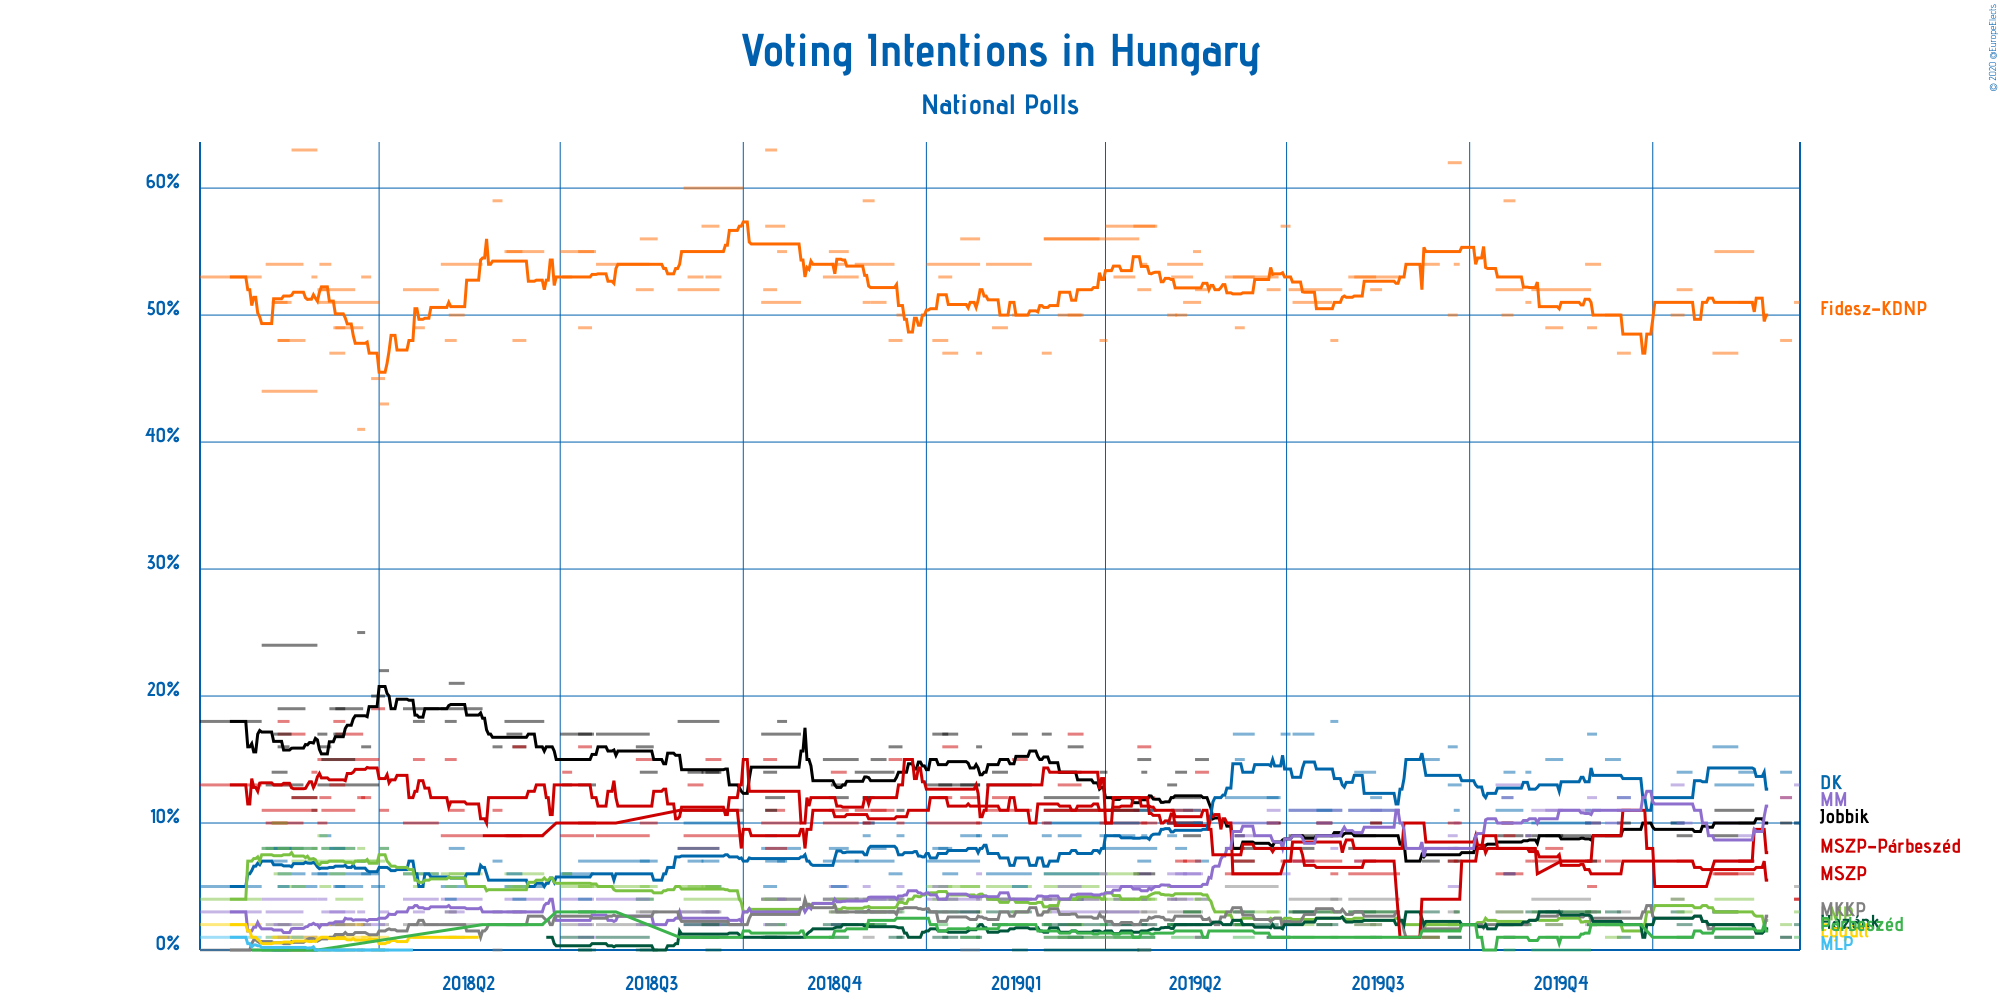 Voting Intentions in Hungary
National Polls
© 2020 @EuropeElects
60%
50%
40%
30%
20%
10%
0%
Fidesz-KDNP
DK
MM
Jobbik
MSZP-Párbeszéd
MSZP
MKKP
MLP
2018Q2
2018Q3
2018Q4
2019Q1
2019Q2
2019Q3
2019Q4